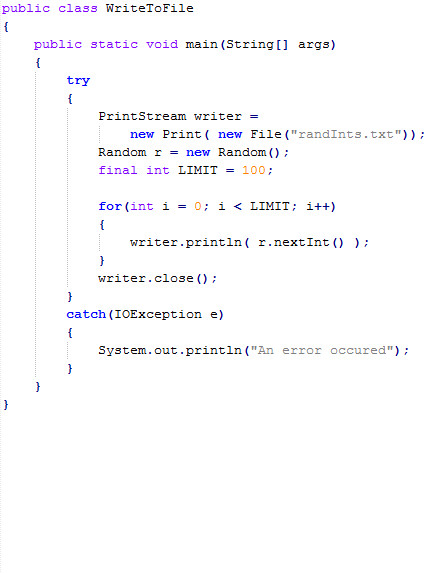 public class WriteToFile
{
public static void main(String[] args)
{
try
{
PrintStream writer =
new Print( new File("randInts.txt"));
Random r = new Random();
final int LIMIT = 100;
for(int i = 0; i < LIMIT; i++)
{
writer.println( r.nextInt() );
}
writer.close();
}
catch(IOException e)
{
System.out.println("An error occured");
}
}
}